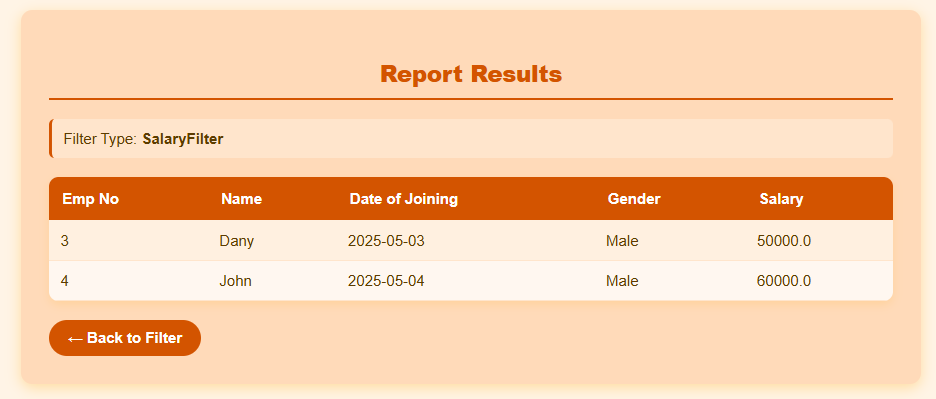 Report Results
Filter Type: SalaryFilter
Emp No Name Date of Joining Gender Salary
3 Dany 2025-05-03 Male 50000.0
4 John 2025-05-04 Male 60000.0
← Back to Filter